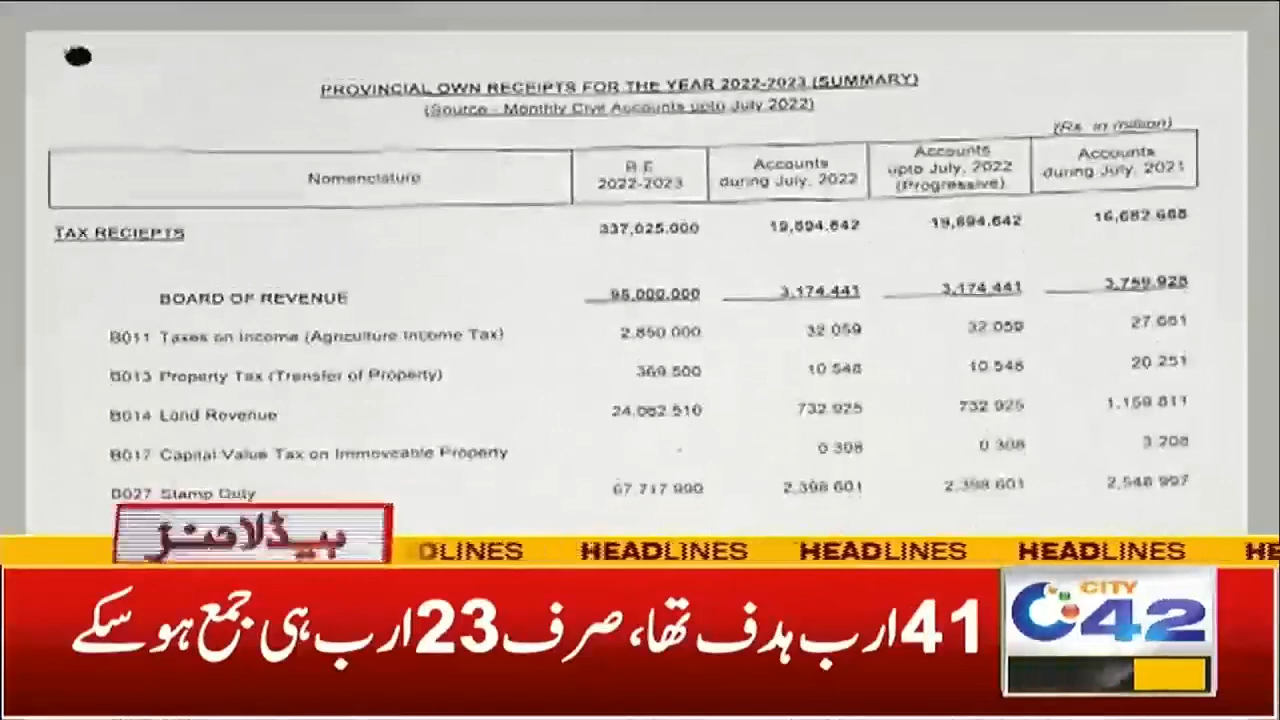 PROVINCIAL OWN RECEIPTS FOR THE YEAR 2022-2023 (SUMMARY)
(Source - Monthly Civil Accounts upto July 2022)
(Rs. in million)
Nomenclature B.E 2022-2023 Accounts during July, 2022 Accounts upto July, 2022 (Progressive) Accounts during July, 2021
TAX RECIEPTS 337,025.000 19,894.642 19,894.642 16,682.668
BOARD OF REVENUE 95,000.000 3,174.441 3,174.441 3,759.928
B011 Taxes on Income (Agriculture Income Tax) 2.850.000 32.059 32.059 27.661
B013 Property Tax (Transfer of Property) 369.500 10.548 10.548 20.251
B014 Land Revenue 24,062.510 732.925 732.925 1,159.811
B017 Capital Value Tax on Immoveable Property - 0.308 0.308 3.208
B027 Stamp Duty 67,717.990 2,398.601 2,398.601 2,548.997
ہیڈلائنز
DLINES HEADLINES HEADLINES HEADLINES HE
41 ارب ہدف تھا، صرف 23 ارب ہی جمع ہو سکے
CITY
42